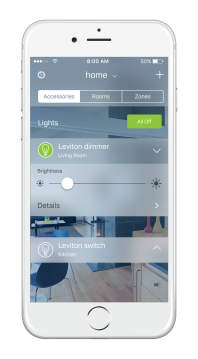 8:00 AM
50%
home
Accessories
Rooms
Zones
Lights
All Off
Leviton dimmer
Living Room
Brightness
Details
Leviton switch
Kitchen